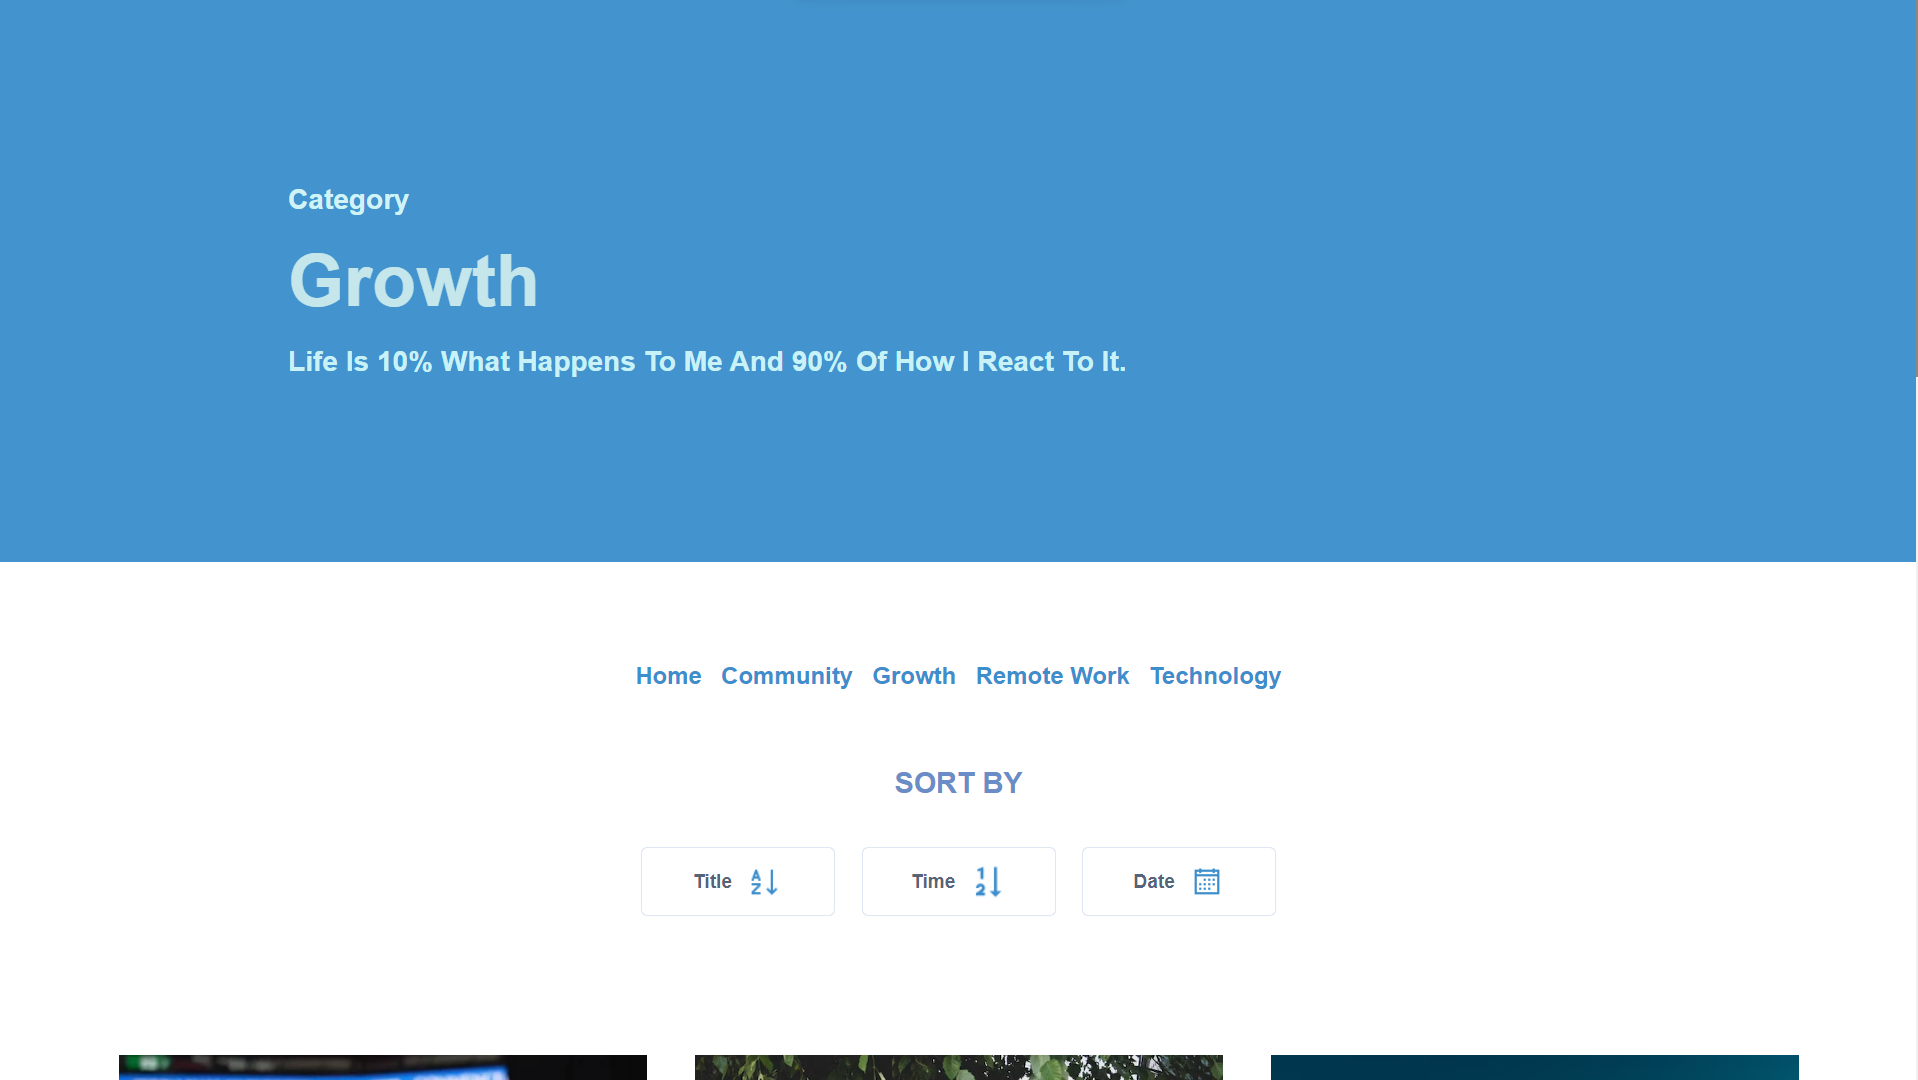 Category
Growth
Life Is 10% What Happens To Me And 90% Of How I React To It.
Home Community Growth Remote Work Technology
SORT BY
Title Time Date